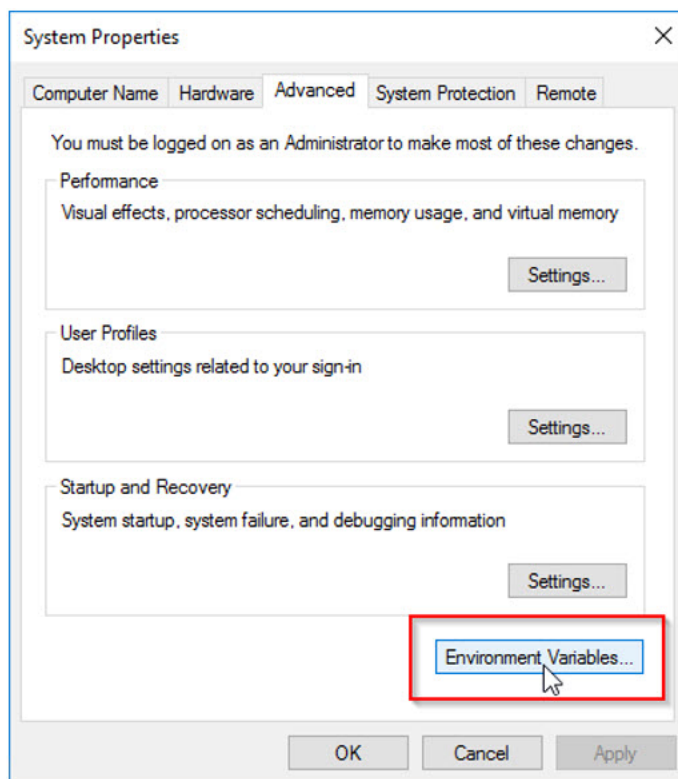 System Properties
Computer Name Hardware Advanced System Protection Remote
You must be logged on as an Administrator to make most of these changes.
Performance
Visual effects, processor scheduling, memory usage, and virtual memory
Settings...
User Profiles
Desktop settings related to your sign-in
Settings...
Startup and Recovery
System startup, system failure, and debugging information
Settings...
Environment Variables...
OK Cancel Apply